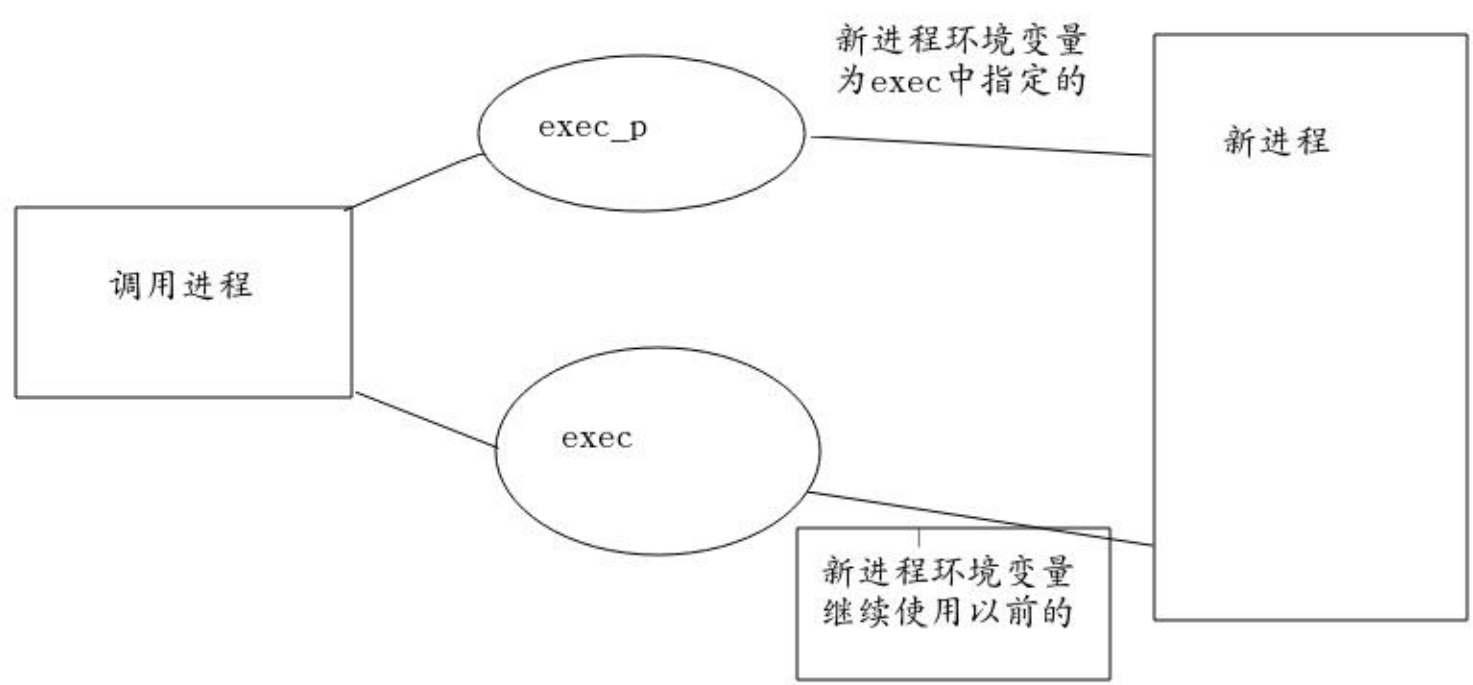 新进程环境变量
为exec中指定的
exec_p
新进程
调用进程
exec
新进程环境变量
继续使用以前的